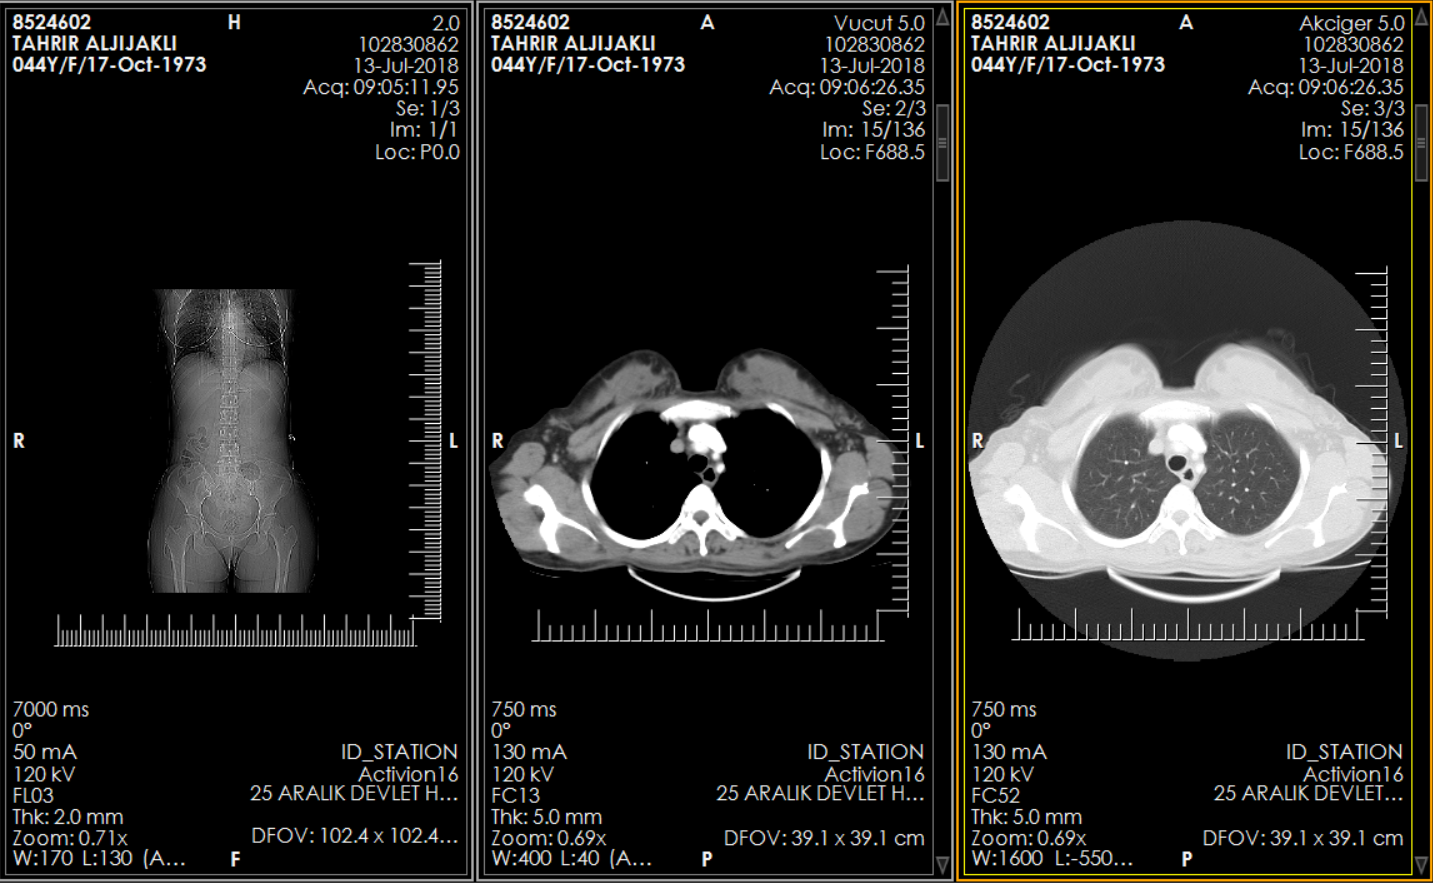 8524602
TAHRIR ALJIJAKLI
044Y/F/17-Oct-1973
H
2.0
102830862
13-Jul-2018
Acq: 09:05:11.95
Se: 1/3
Im: 1/1
Loc: P0.0
R
L
7000 ms
0°
50 mA
120 kV
FL03
Thk: 2.0 mm
Zoom: 0.71x
W:170 L:130 (A...
F
ID_STATION
Activion16
25 ARALIK DEVLET H...
DFOV: 102.4 x 102.4...
8524602
TAHRIR ALJIJAKLI
044Y/F/17-Oct-1973
A
Vucut 5.0
102830862
13-Jul-2018
Acq: 09:06:26.35
Se: 2/3
Im: 15/136
Loc: F688.5
R
L
750 ms
0°
130 mA
120 kV
FC13
Thk: 5.0 mm
Zoom: 0.69x
W:400 L:40 (A...
P
ID_STATION
Activion16
25 ARALIK DEVLET H...
DFOV: 39.1 x 39.1 cm
8524602
TAHRIR ALJIJAKLI
044Y/F/17-Oct-1973
A
Akciger 5.0
102830862
13-Jul-2018
Acq: 09:06:26.35
Se: 3/3
Im: 15/136
Loc: F688.5
R
L
750 ms
0°
130 mA
120 kV
FC52
Thk: 5.0 mm
Zoom: 0.69x
W:1600 L:-550...
P
ID_STATION
Activion16
25 ARALIK DEVLET...
DFOV: 39.1 x 39.1 cm